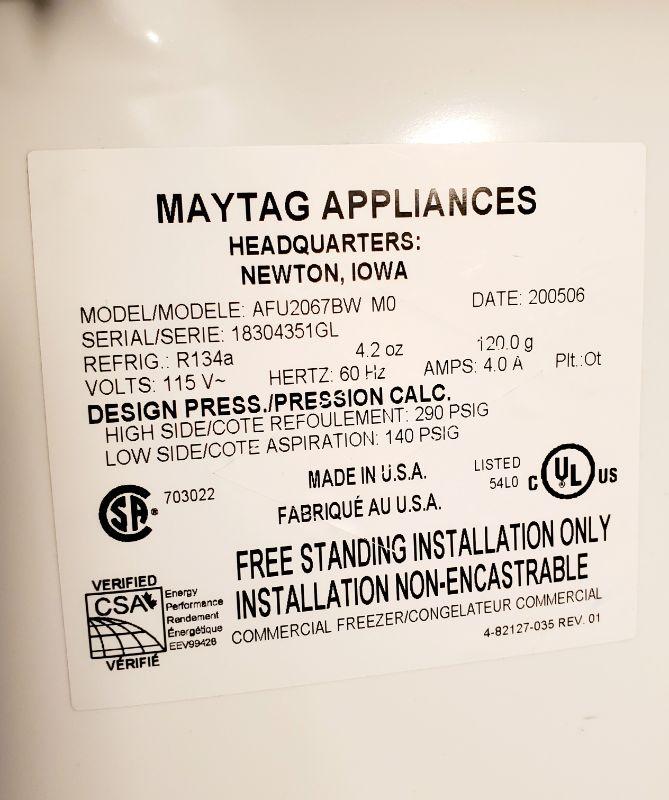 MAYTAG APPLIANCES
HEADQUARTERS:
NEWTON, IOWA
MODEL/MODELE: AFU2067BW M0 DATE: 200506
SERIAL/SERIE: 18304351GL
REFRIG.: R134a 4.2 oz 120.0 g
VOLTS: 115 V~ HERTZ: 60 Hz AMPS: 4.0 A Plt.:Ot
DESIGN PRESS./PRESSION CALC.
HIGH SIDE/COTE REFOULEMENT: 290 PSIG
LOW SIDE/COTE ASPIRATION: 140 PSIG
SA® 703022
MADE IN U.S.A.
FABRIQUÉ AU U.S.A.
LISTED
54L0
C UL US
FREE STANDING INSTALLATION ONLY
INSTALLATION NON-ENCASTRABLE
COMMERCIAL FREEZER/CONGELATEUR COMMERCIAL
4-82127-035 REV. 01
VERIFIED
CSA
VÉRIFIÉ
Energy
Performance
Rendement
Énergétique
EEV99428